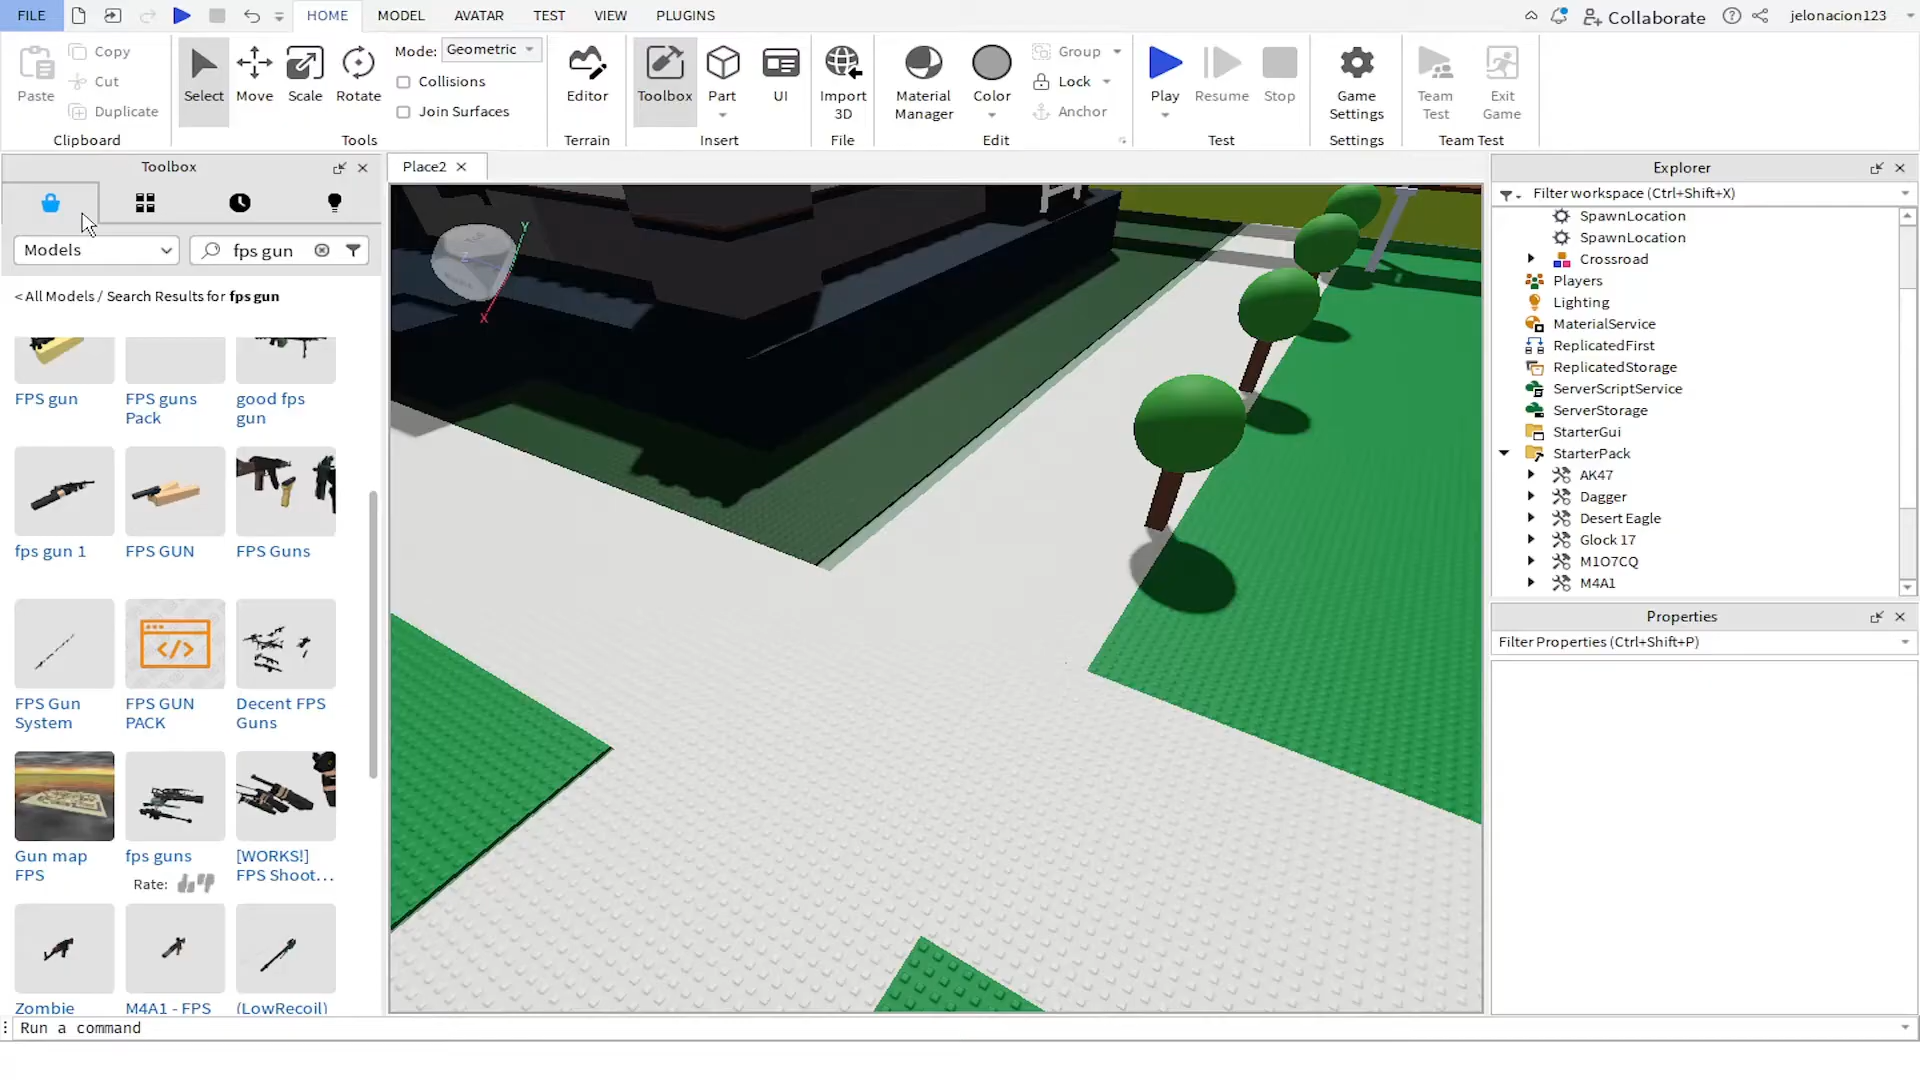 FILE
HOME
MODEL
AVATAR
TEST
VIEW
PLUGINS
Collaborate
jelonacion123
Paste
Copy
Cut
Duplicate
Clipboard
Select
Move
Scale
Rotate
Mode: Geometric
Collisions
Join Surfaces
Tools
Editor
Terrain
Toolbox
Part
UI
Insert
Import
3D
File
Material
Manager
Color
Group
Lock
Anchor
Edit
Play
Resume
Stop
Test
Game
Settings
Settings
Team
Test
Exit
Game
Team Test
Toolbox
Models
fps gun
< All Models / Search Results for fps gun
FPS gun
FPS guns
Pack
good fps
gun
fps gun 1
FPS GUN
FPS Guns
FPS Gun
System
FPS GUN
PACK
Decent FPS
Guns
Gun map
FPS
fps guns
Rate:
[WORKS!]
FPS Shoot...
Zombie
M4A1 - FPS
(LowRecoil)
Place2
Y
Z
X
Explorer
Filter workspace (Ctrl+Shift+X)
SpawnLocation
SpawnLocation
Crossroad
Players
Lighting
MaterialService
ReplicatedFirst
ReplicatedStorage
ServerScriptService
ServerStorage
StarterGui
StarterPack
AK47
Dagger
Desert Eagle
Glock 17
M1O7CQ
M4A1
Properties
Filter Properties (Ctrl+Shift+P)
Run a command